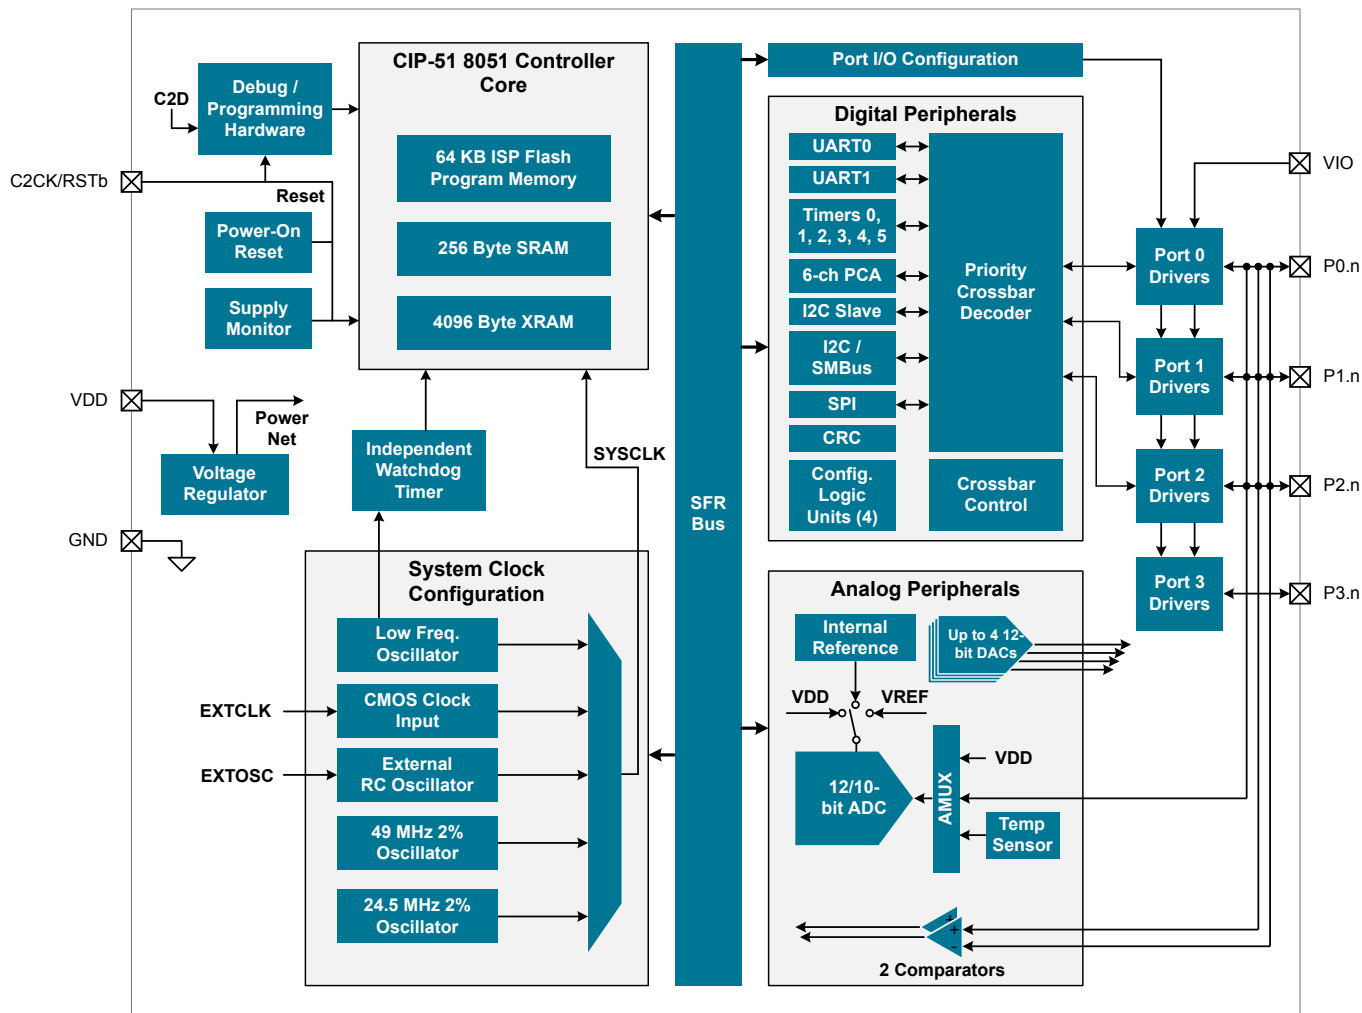 CIP-51 8051 Controller
Core
64 KB ISP Flash
Program Memory
256 Byte SRAM
4096 Byte XRAM
C2D
Debug /
Programming
Hardware
C2CK/RSTb
Reset
Power-On
Reset
Supply
Monitor
VDD
Power
Net
Voltage
Regulator
GND
Independent
Watchdog
Timer
SYSCLK
System Clock
Configuration
Low Freq.
Oscillator
EXTCLK
CMOS Clock
Input
EXTOSC
External
RC Oscillator
49 MHz 2%
Oscillator
24.5 MHz 2%
Oscillator
SFR
Bus
Port I/O Configuration
Digital Peripherals
UART0
UART1
Timers 0,
1, 2, 3, 4, 5
6-ch PCA
I2C Slave
I2C /
SMBus
SPI
CRC
Config.
Logic
Units (4)
Priority
Crossbar
Decoder
Crossbar
Control
Port 0
Drivers
Port 1
Drivers
Port 2
Drivers
Port 3
Drivers
VIO
P0.n
P1.n
P2.n
P3.n
Analog Peripherals
Internal
Reference
Up to 4 12-
bit DACs
VDD
VREF
12/10-
bit ADC
AMUX
VDD
Temp
Sensor
+
+
-
2 Comparators